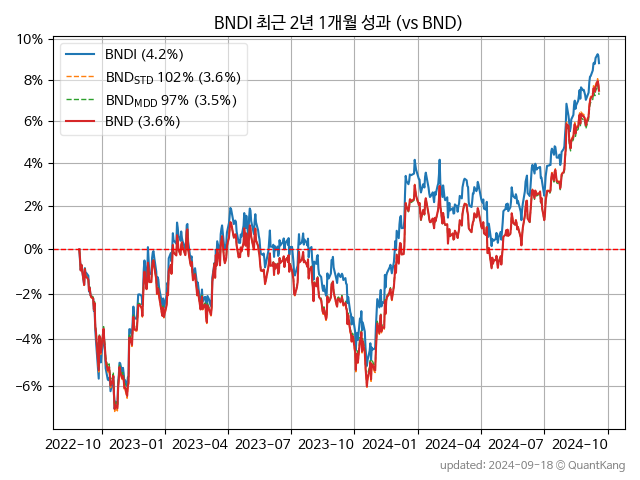 BNDI 최근 2년 1개월 성과 (vs BND)
10%
8%
6%
4%
2%
0%
−2%
−4%
−6%
BNDI (4.2%)
BNDSTD 102% (3.6%)
BNDMDD 97% (3.5%)
BND (3.6%)
2022-10 2023-01 2023-04 2023-07 2023-10 2024-01 2024-04 2024-07 2024-10
updated: 2024-09-18 © QuantKang